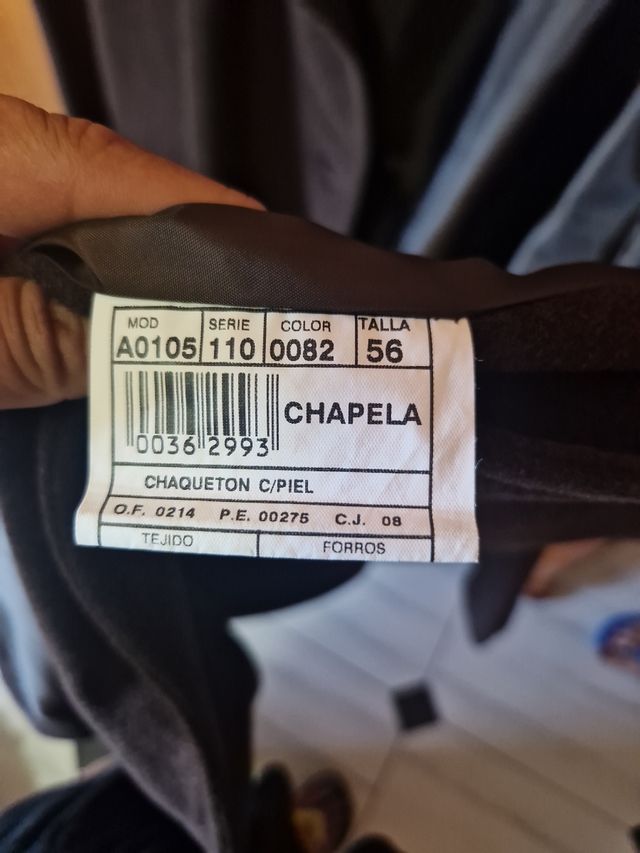 MOD SERIE COLOR TALLA
A0105 110 0082 56
CHAPELA
0036 2993
CHAQUETON C/PIEL
O.F. 0214 P.E. 00275 C.J. 08
TEJIDO FORROS